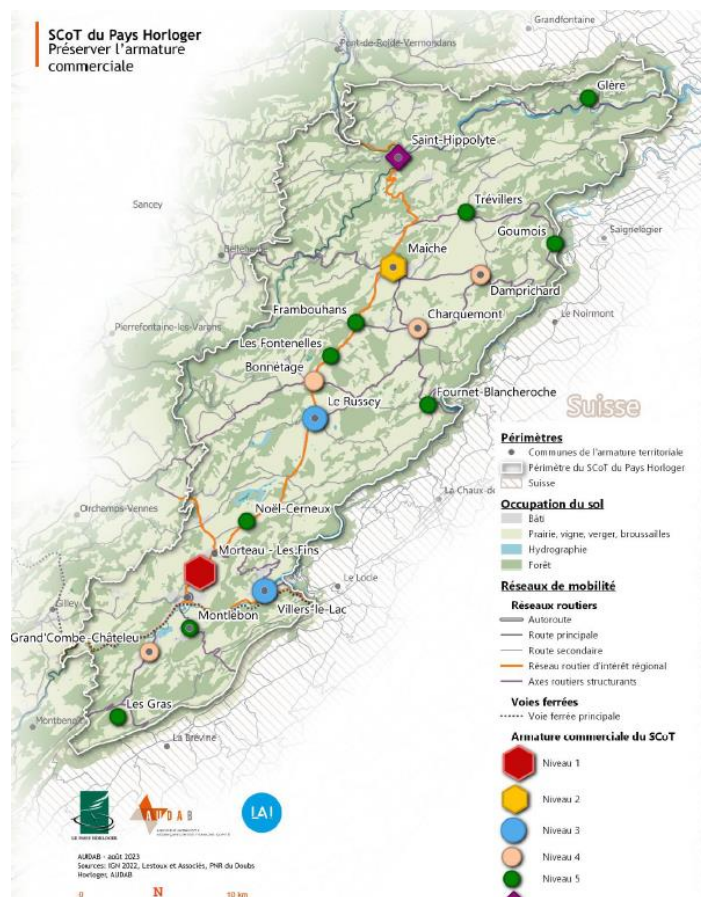 SCoT du Pays Horloger
Préserver l'armature
commerciale
Grandfontaine
Pont-de-Roide-Vermondans
Glère
Saint-Hippolyte
Sancey
Trévillers
Goumois
Saignelégier
Belleherbe
Maîche
Damprichard
Frambouhans
Charquemont
Le Noirmont
Pierrefontaine-les-Varans
Les Fontenelles
Bonnétage
Le Russey
Fournet-Blancheroche
Suisse
Périmètres
Communes de l'armature territoriale
Périmètre du SCoT du Pays Horloger
Suisse
La Chaux-de
Orchamps-Vennes
Noël-Cerneux
Occupation du sol
Bâti
Prairie, vigne, verger, broussailles
Hydrographie
Forêt
Morteau - Les Fins
Le Locle
Réseaux de mobilité
Gilley
Villers-le-Lac
Montlebon
Grand'Combe-Châteleu
Réseaux routiers
Autoroute
Route principale
Route secondaire
Réseau routier d'intérêt régional
Axes routiers structurants
Les Gras
Montbenoît
La Brévine
Voies ferrées
Voie ferrée principale
Armature commerciale du SCoT
Niveau 1
Niveau 2
Niveau 3
Niveau 4
Niveau 5
LE PAYS HORLOGER
AUDAB
LAI
AUDAB - août 2023
Sources: IGN 2022, Lestoux et Associés, PNR du Doubs
Horloger, AUDAB
0 N 10 km